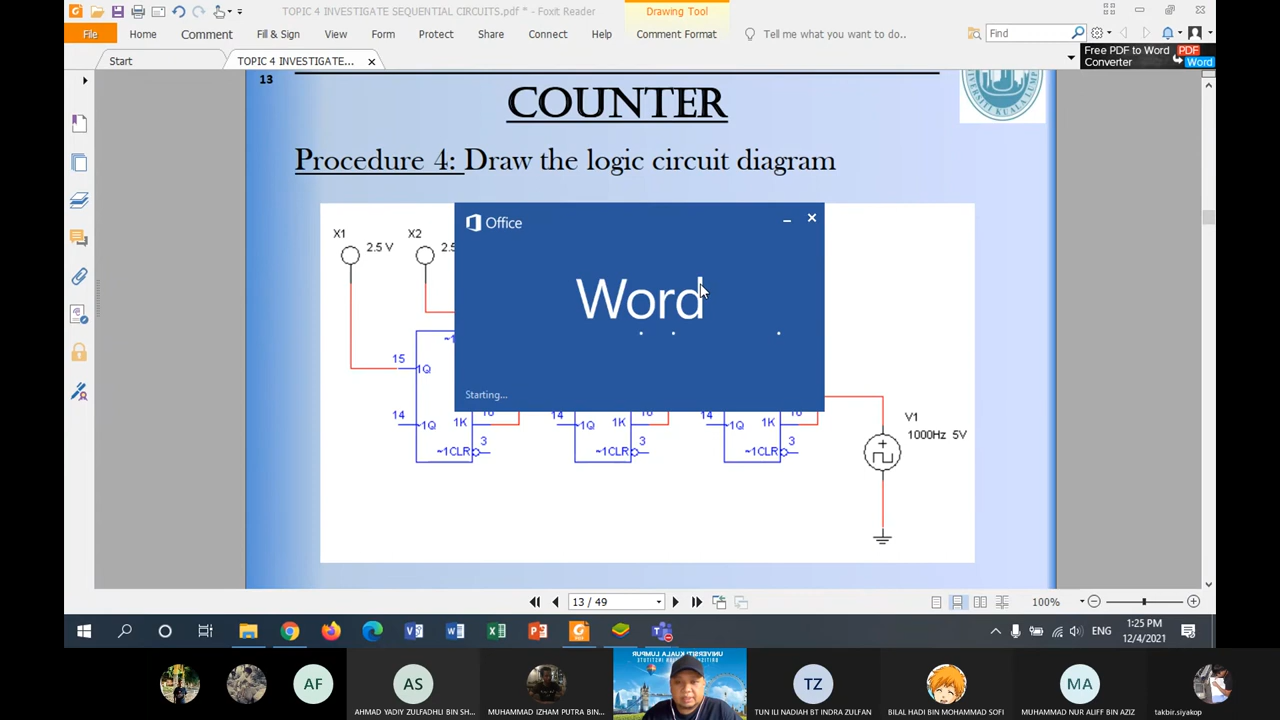 TOPIC 4 INVESTIGATE SEQUENTIAL CIRCUITS.pdf * - Foxit Reader
Drawing Tool
File
Home
Comment
Fill & Sign
View
Form
Protect
Share
Connect
Help
Comment Format
Tell me what you want to do..
Find
Start
TOPIC 4 INVESTIGATE...
Free PDF to Word
Converter
PDF
Word
13
COUNTER
Procedure 4: Draw the logic circuit diagram
X1
2.5 V
X2
2.5
Office
Word
Starting...
15
1Q
14
~1Q
1K
16
3
~1CLR
14
~1Q
1K
16
3
~1CLR
14
~1Q
1K
16
3
~1CLR
V1
1000Hz 5V
13 / 49
100%
ENG
1:25 PM
12/4/2021
AF
AS
AHMAD YADIY ZULFADHLI BIN SH...
MUHAMMAD IZHAM PUTRA BIN...
TZ
TUN ILI NADIAH BT INDRA ZULFAN
BILAL HADI BIN MOHAMMAD SOFI
MA
MUHAMMAD NUR ALIFF BIN AZIZ
takbir.siyakop